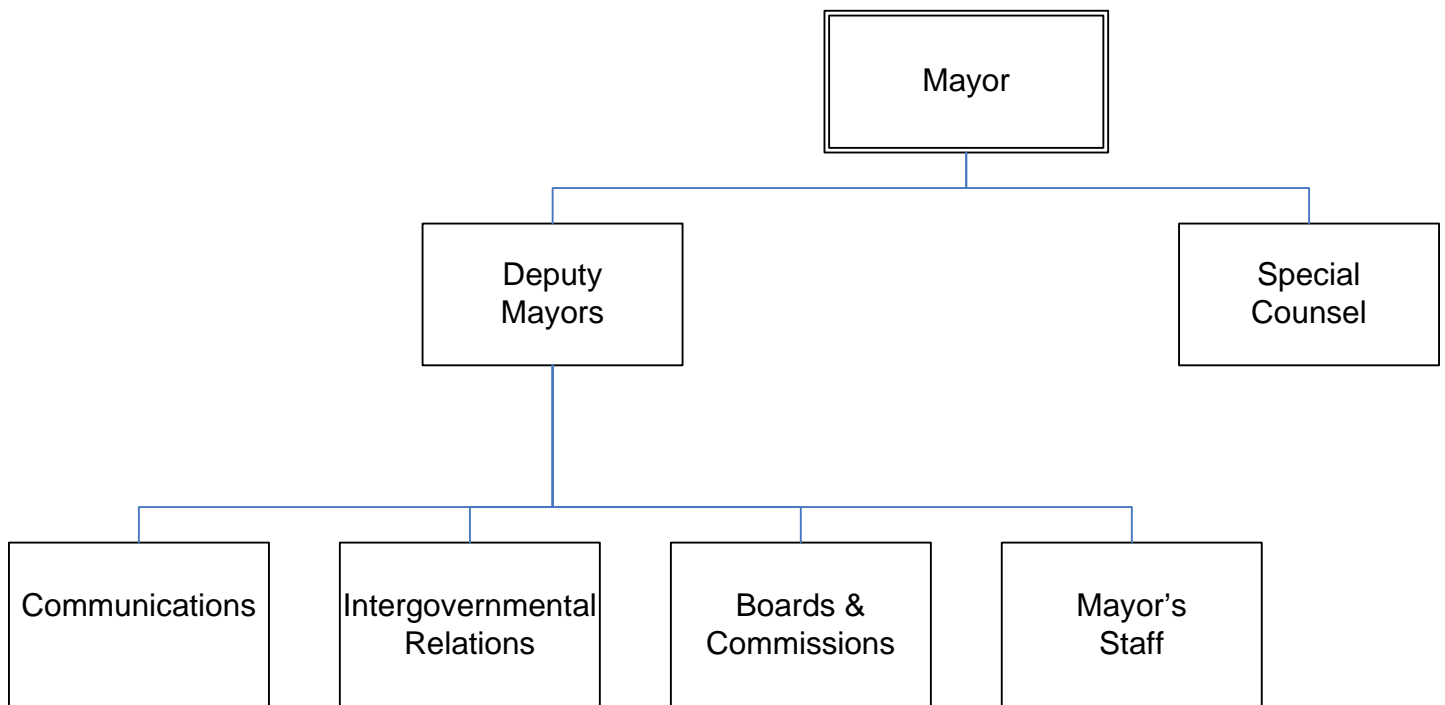 Mayor
Deputy
Mayors
Special
Counsel
Communications
Intergovernmental
Relations
Boards &
Commissions
Mayor’s
Staff